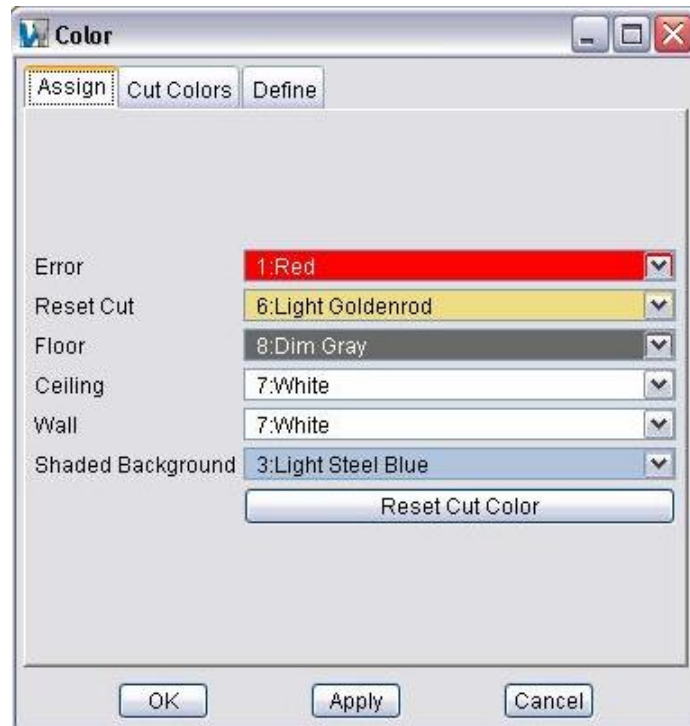 Color
Assign Cut Colors Define
Error 1:Red
Reset Cut 6:Light Goldenrod
Floor 8:Dim Gray
Ceiling 7:White
Wall 7:White
Shaded Background 3:Light Steel Blue
Reset Cut Color
OK Apply Cancel